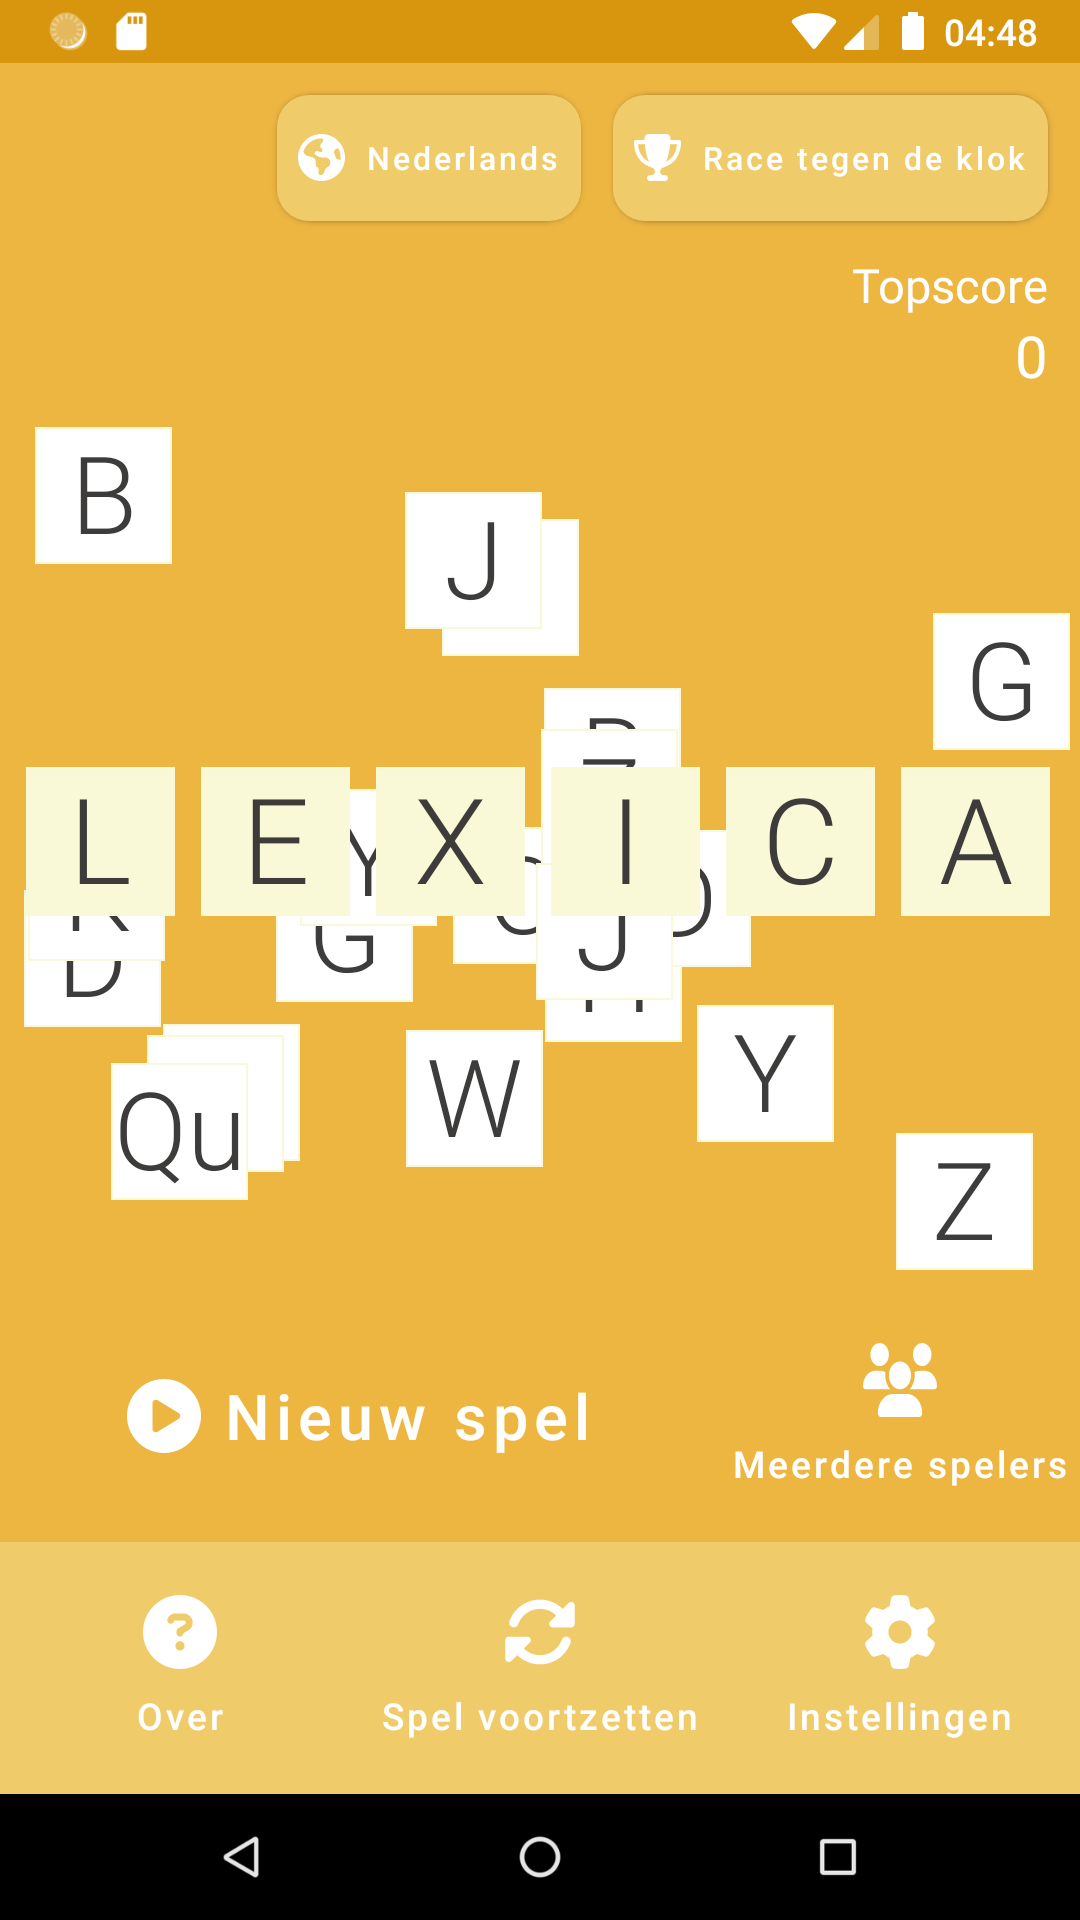 04:48
Nederlands
Race tegen de klok
Topscore
0
B
J
G
L E X I C A
Y
D
G
J
Qu
W
Y
Z
Nieuw spel
Meerdere spelers
Over
Spel voortzetten
Instellingen